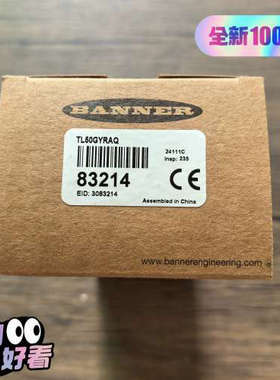 全新100
BANNER
TL50GYRAQ
83214
EID: 3083214
24111C
Insp: 235
CE
Assembled in China
www.bannerengineering.com
100
好看